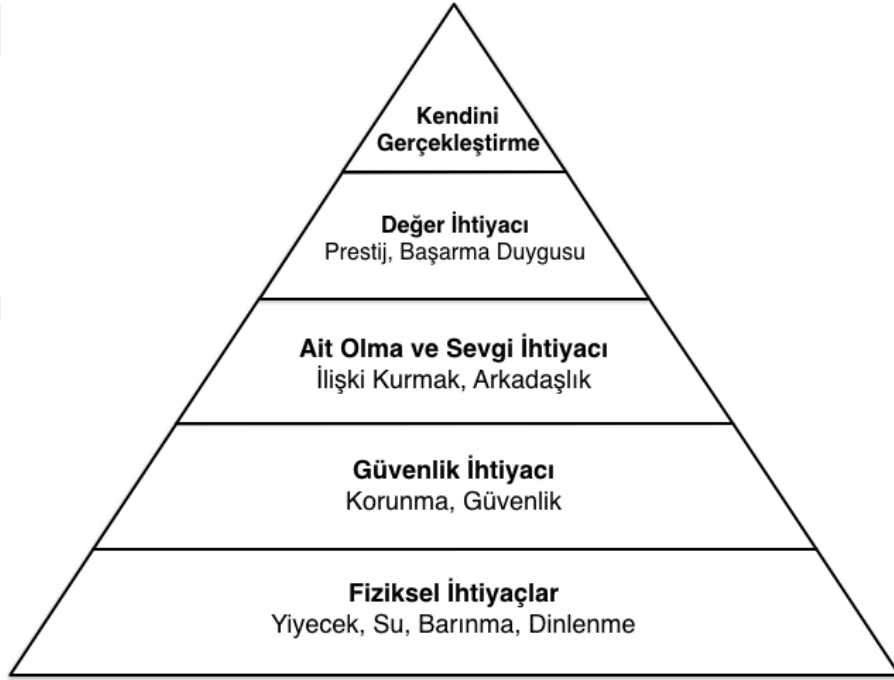 Kendini
Gerçekleştirme
Değer İhtiyacı
Prestij, Başarma Duygusu
Ait Olma ve Sevgi İhtiyacı
İlişki Kurmak, Arkadaşlık
Güvenlik İhtiyacı
Korunma, Güvenlik
Fiziksel İhtiyaçlar
Yiyecek, Su, Barınma, Dinlenme